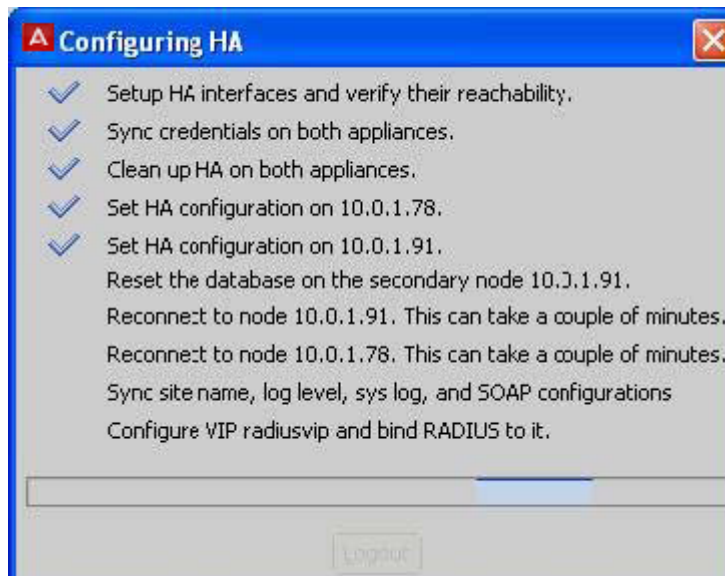 Configuring HA
Setup HA interfaces and verify their reachability.
Sync credentials on both appliances.
Clean up HA on both appliances.
Set HA configuration on 10.0.1.78.
Set HA configuration on 10.0.1.91.
Reset the database on the secondary node 10.0.1.91.
Reconnect to node 10.0.1.91. This can take a couple of minutes.
Reconnect to node 10.0.1.78. This can take a couple of minutes.
Sync site name, log level, sys log, and SOAP configurations
Configure VIP radiusvip and bind RADIUS to it.
Logout